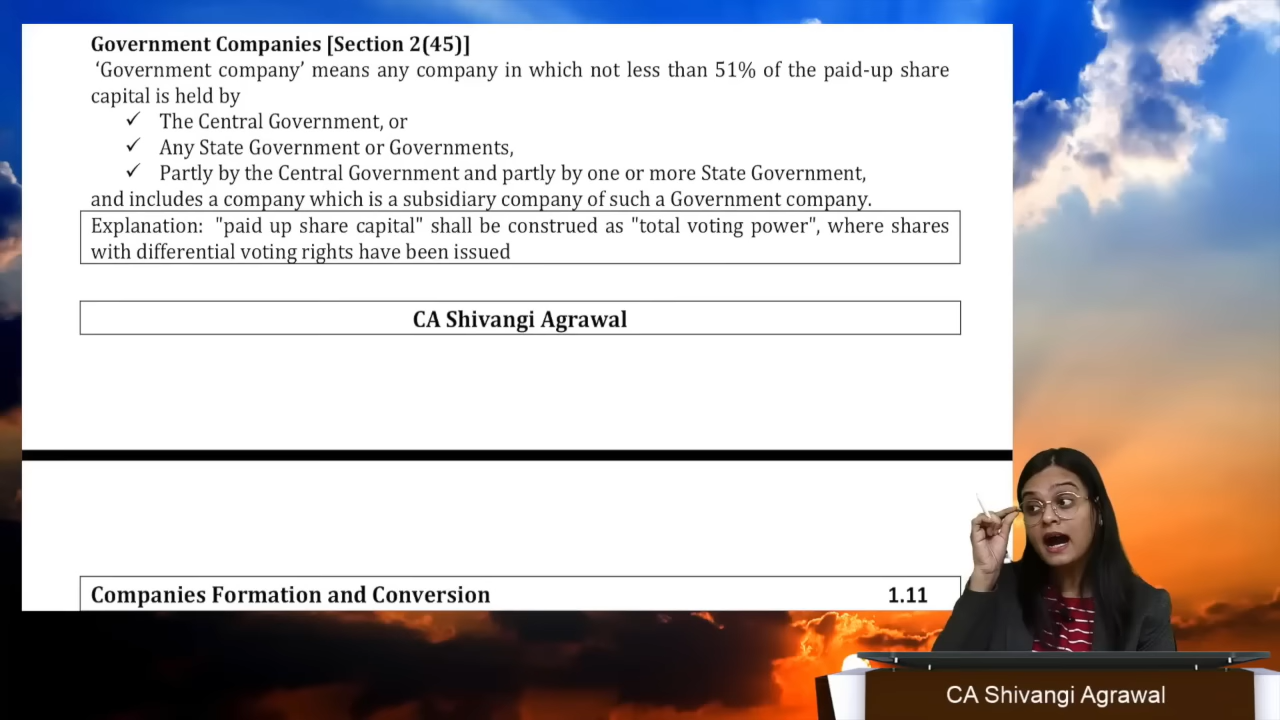 Government Companies [Section 2(45)]
‘Government company’ means any company in which not less than 51% of the paid-up share
capital is held by
✓ The Central Government, or
✓ Any State Government or Governments,
✓ Partly by the Central Government and partly by one or more State Government,
and includes a company which is a subsidiary company of such a Government company.
Explanation: "paid up share capital" shall be construed as "total voting power", where shares
with differential voting rights have been issued
CA Shivangi Agrawal
Companies Formation and Conversion 1.11
CA Shivangi Agrawal